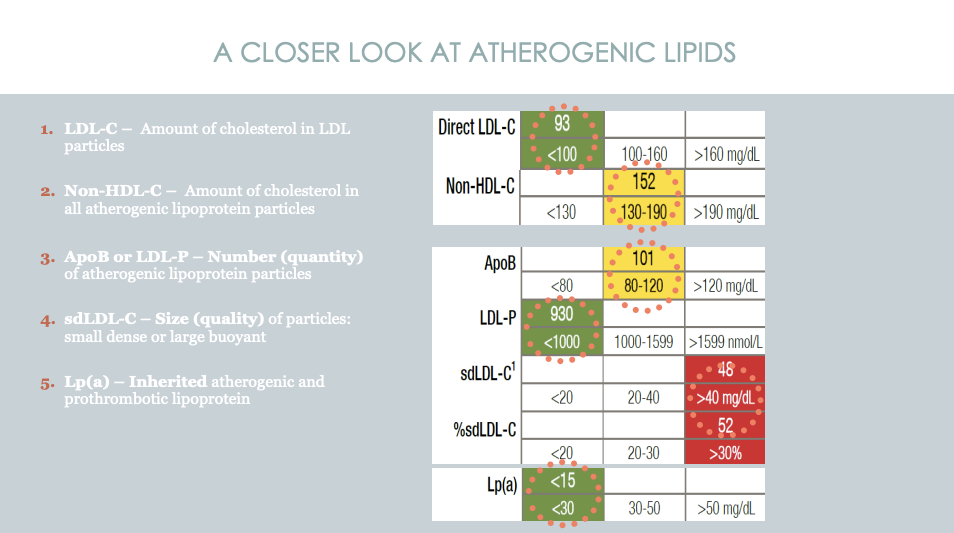 A CLOSER LOOK AT ATHEROGENIC LIPIDS
1. LDL-C – Amount of cholesterol in LDL
particles
2. Non-HDL-C – Amount of cholesterol in
all atherogenic lipoprotein particles
3. ApoB or LDL-P – Number (quantity)
of atherogenic lipoprotein particles
4. sdLDL-C – Size (quality) of particles:
small dense or large buoyant
5. Lp(a) – Inherited atherogenic and
prothrombotic lipoprotein
Direct LDL-C 93
<100 100-160 >160 mg/dL
Non-HDL-C 152
<130 130-190 >190 mg/dL
ApoB 101
<80 80-120 >120 mg/dL
LDL-P 930
<1000 1000-1599 >1599 nmol/L
sdLDL-C¹ 48
<20 20-40 >40 mg/dL
%sdLDL-C 52
<20 20-30 >30%
Lp(a) <15
<30 30-50 >50 mg/dL